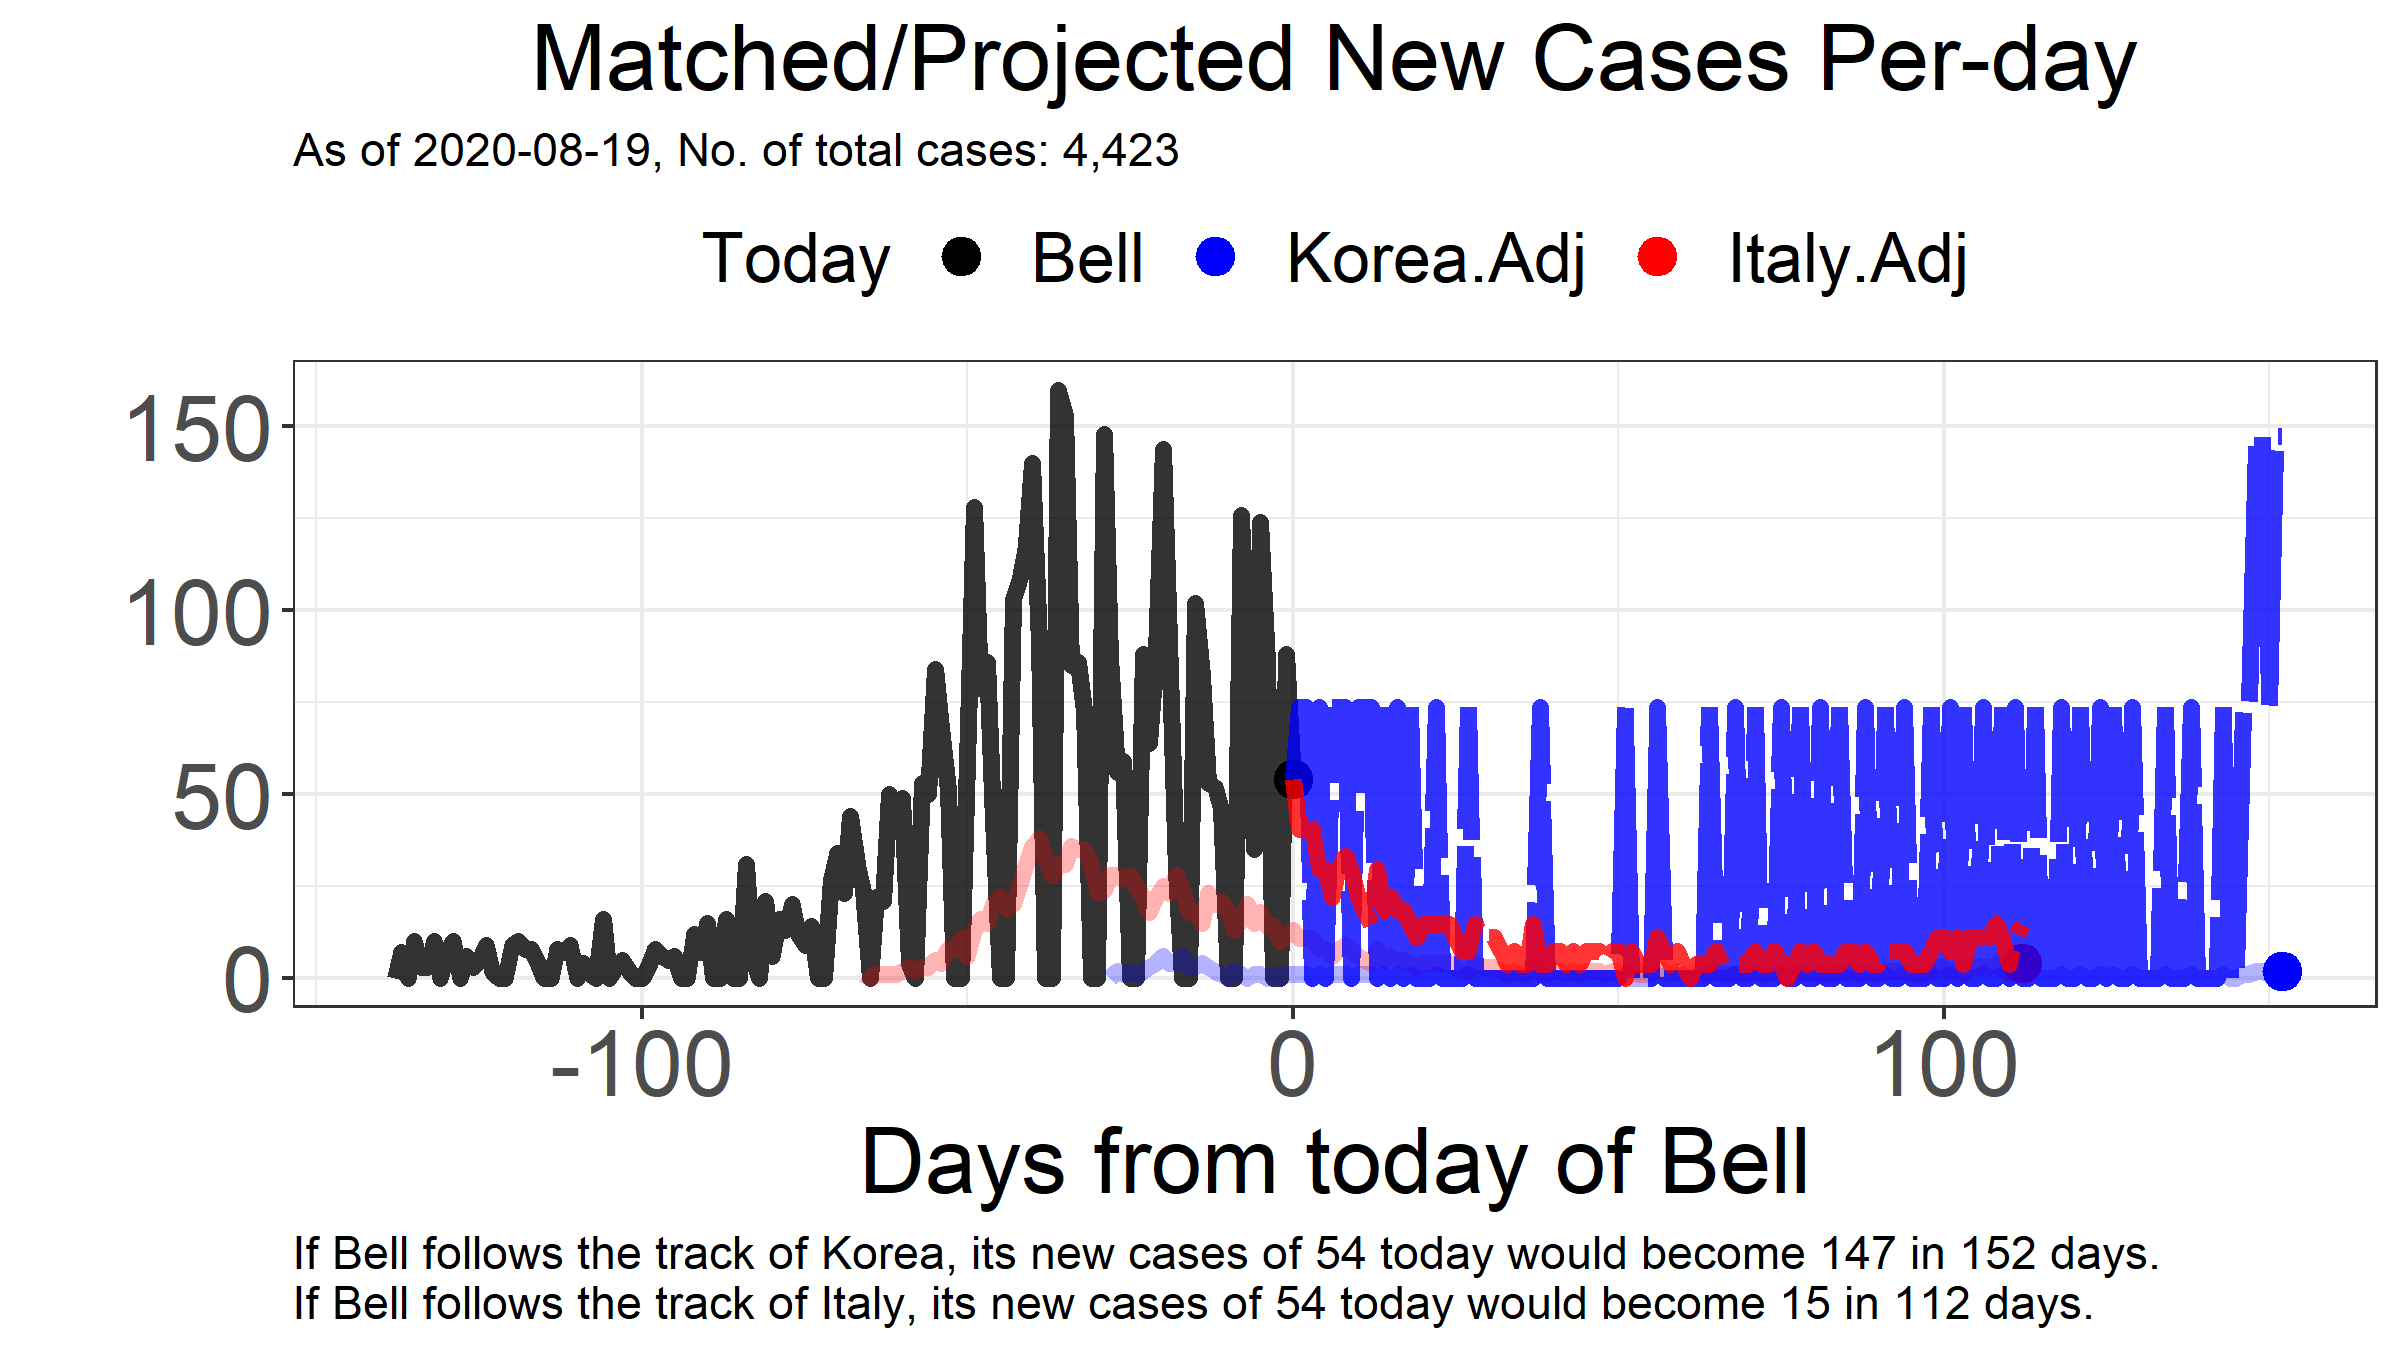 Matched/Projected New Cases Per-day
As of 2020-08-19, No. of total cases: 4,423
Today Bell Korea.Adj Italy.Adj
150
100
50
0
-100 0 100
Days from today of Bell
If Bell follows the track of Korea, its new cases of 54 today would become 147 in 152 days.
If Bell follows the track of Italy, its new cases of 54 today would become 15 in 112 days.